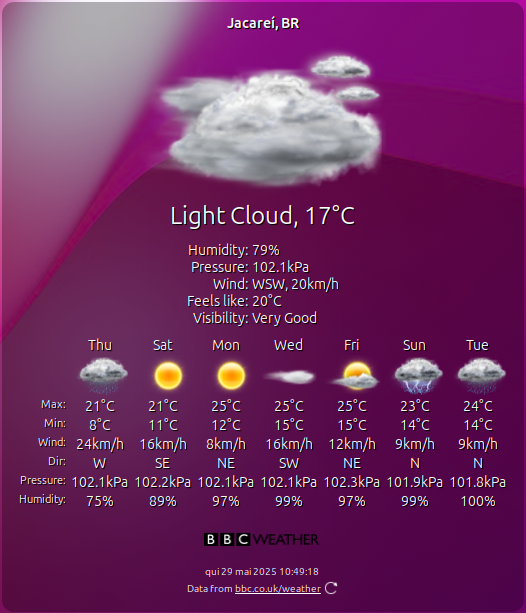 Jacareí, BR
Light Cloud, 17°C
Humidity: 79%
Pressure: 102.1kPa
Wind: WSW, 20km/h
Feels like: 20°C
Visibility: Very Good
Thu Sat Mon Wed Fri Sun Tue
Max: 21°C 21°C 25°C 25°C 25°C 23°C 24°C
Min: 8°C 11°C 12°C 15°C 15°C 14°C 14°C
Wind: 24km/h 16km/h 8km/h 16km/h 12km/h 9km/h 9km/h
Dir: W SE NE SW NE N N
Pressure: 102.1kPa 102.2kPa 102.1kPa 102.1kPa 102.3kPa 101.9kPa 101.8kPa
Humidity: 75% 89% 97% 99% 97% 99% 100%
BBC WEATHER
qui 29 mai 2025 10:49:18
Data from bbc.co.uk/weather